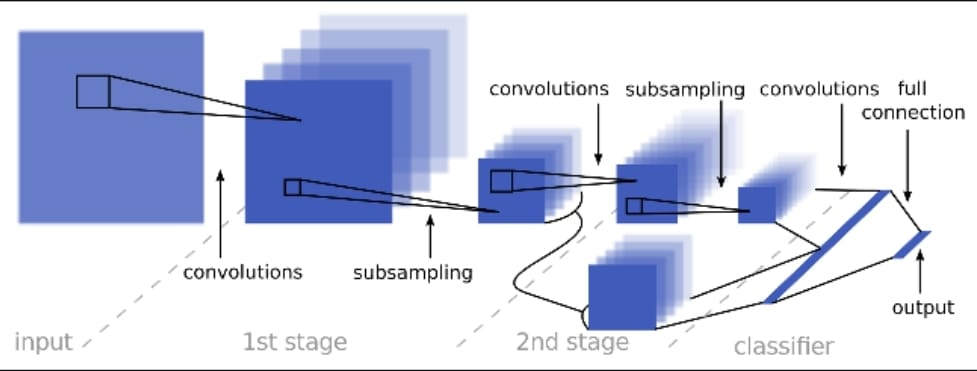 convolutions subsampling convolutions full
connection
convolutions subsampling
output
input 1st stage 2nd stage classifier